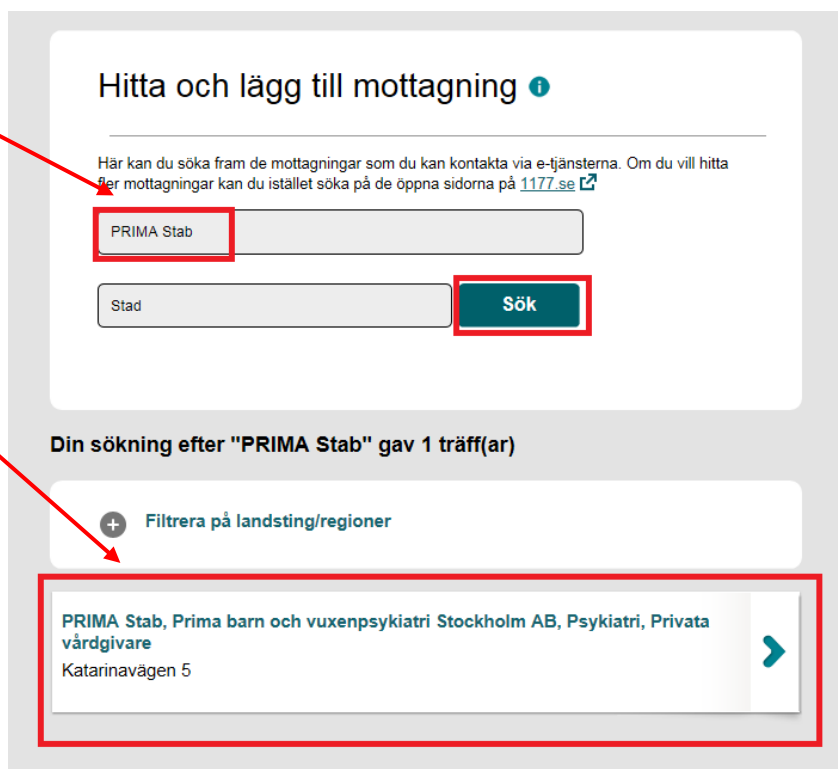 Hitta och lägg till mottagning
Här kan du söka fram de mottagningar som du kan kontakta via e-tjänsterna. Om du vill hitta
fler mottagningar kan du istället söka på de öppna sidorna på 1177.se
PRIMA Stab
Stad
Sök
Din sökning efter "PRIMA Stab" gav 1 träff(ar)
Filtrera på landsting/regioner
PRIMA Stab, Prima barn och vuxenpsykiatri Stockholm AB, Psykiatri, Privata
vårdgivare
Katarinavägen 5